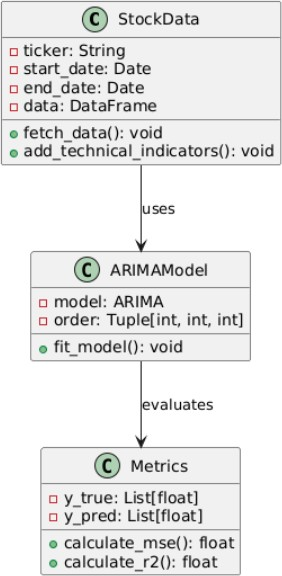 C StockData
ticker: String
start_date: Date
end_date: Date
data: DataFrame
fetch_data(): void
add_technical_indicators(): void
uses
C ARIMAModel
model: ARIMA
order: Tuple[int, int, int]
fit_model(): void
evaluates
C Metrics
y_true: List[float]
y_pred: List[float]
calculate_mse(): float
calculate_r2(): float